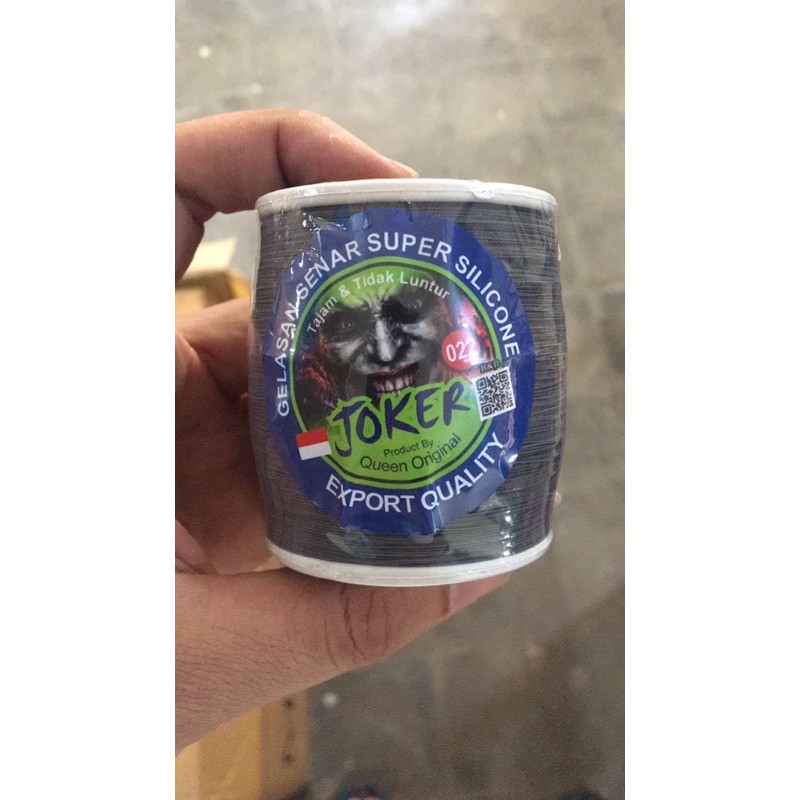 GELASAN SENAR SUPER SILICONE
Tajam & Tidak Luntur
022
R&D
JOKER
Product By
Queen Original
EXPORT QUALITY